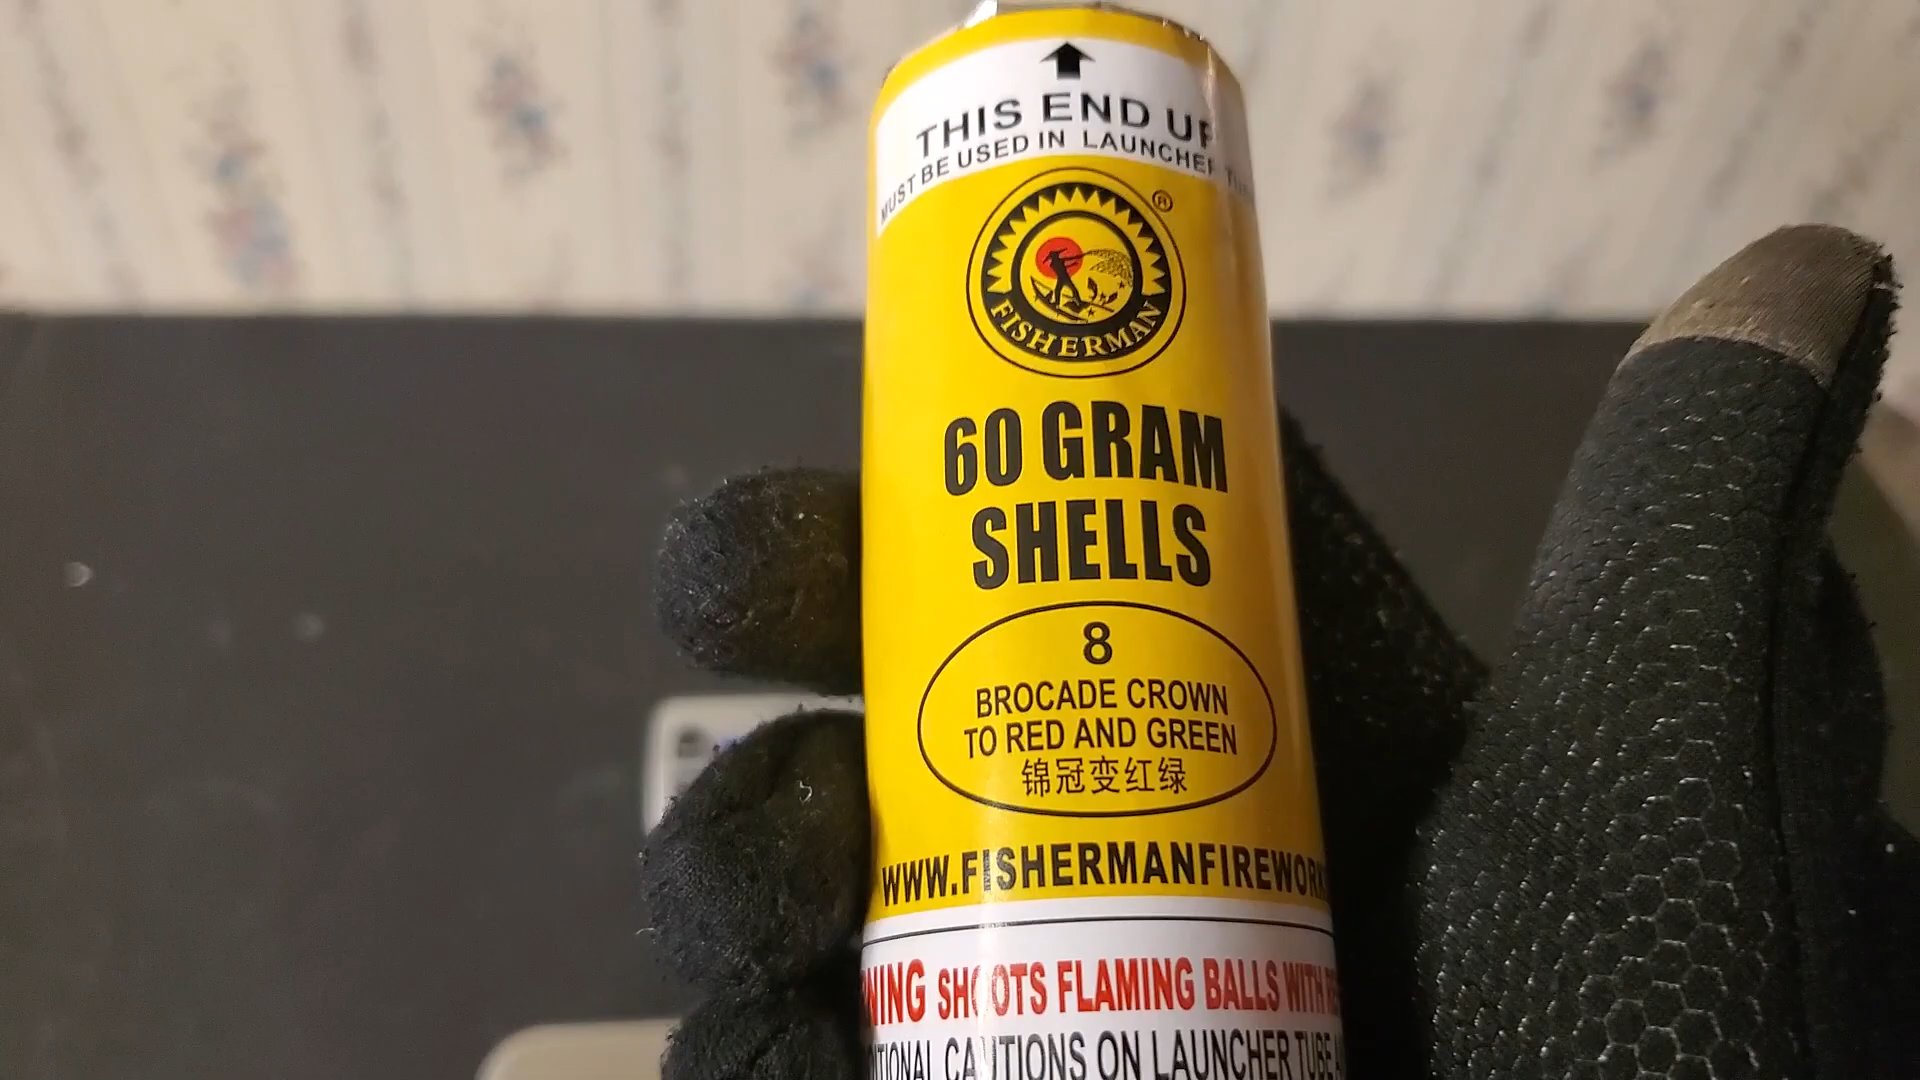 THIS END UP
MUST BE USED IN LAUNCHER
®
FISHERMAN
60 GRAM
SHELLS
8
BROCADE CROWN
TO RED AND GREEN
锦冠变红绿
WWW.FISHERMANFIREWORK
SHOOTS FLAMING BALLS WITH
CAUTIONS ON LAUNCHER TUBE